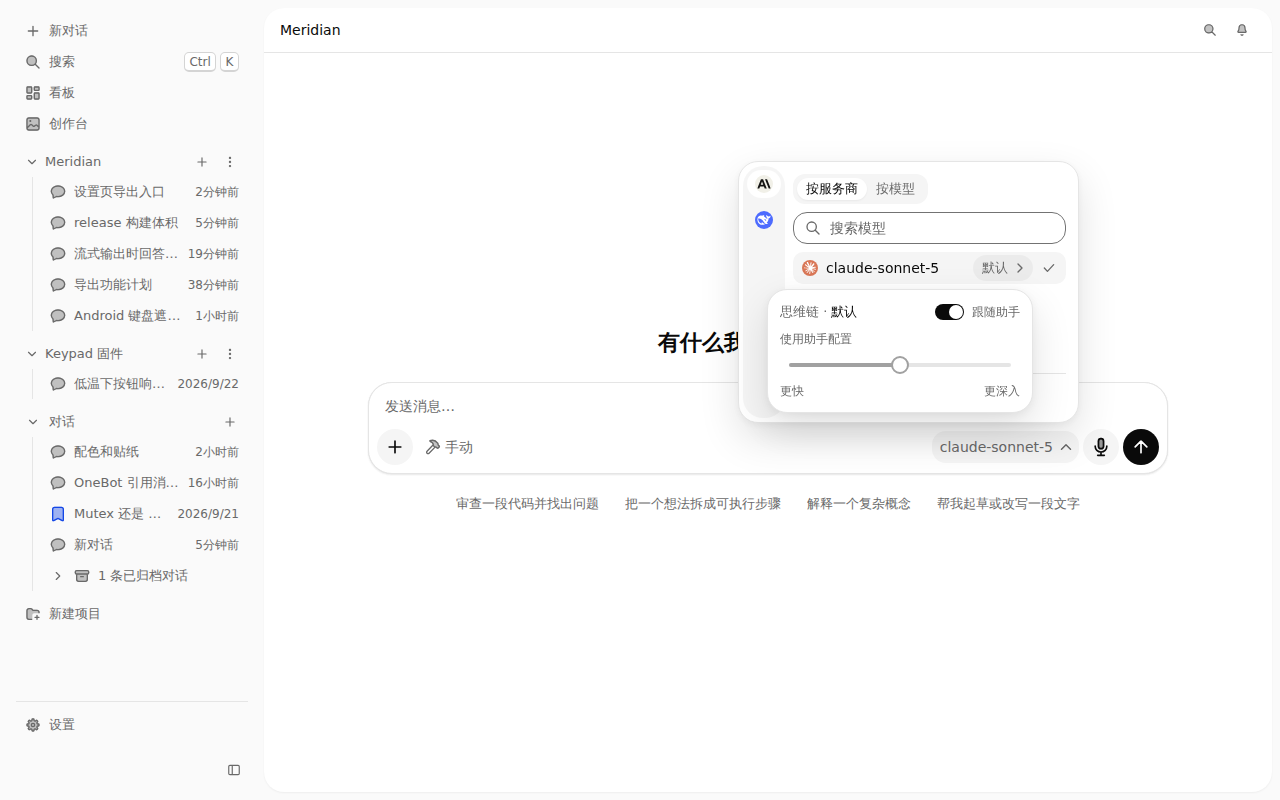 新对话
搜索 Ctrl K
看板
创作台
Meridian
设置页导出入口 2分钟前
release 构建体积 5分钟前
流式输出时回答… 19分钟前
导出功能计划 38分钟前
Android 键盘遮… 1小时前
Keypad 固件
低温下按钮响… 2026/9/22
对话
配色和贴纸 2小时前
OneBot 引用消… 16小时前
Mutex 还是 … 2026/9/21
新对话 5分钟前
1 条已归档对话
新建项目
设置
Meridian
按服务商 按模型
搜索模型
claude-sonnet-5 默认
思维链 · 默认 跟随助手
使用助手配置
更快 更深入
有什么我
发送消息…
手动 claude-sonnet-5
审查一段代码并找出问题 把一个想法拆成可执行步骤 解释一个复杂概念 帮我起草或改写一段文字